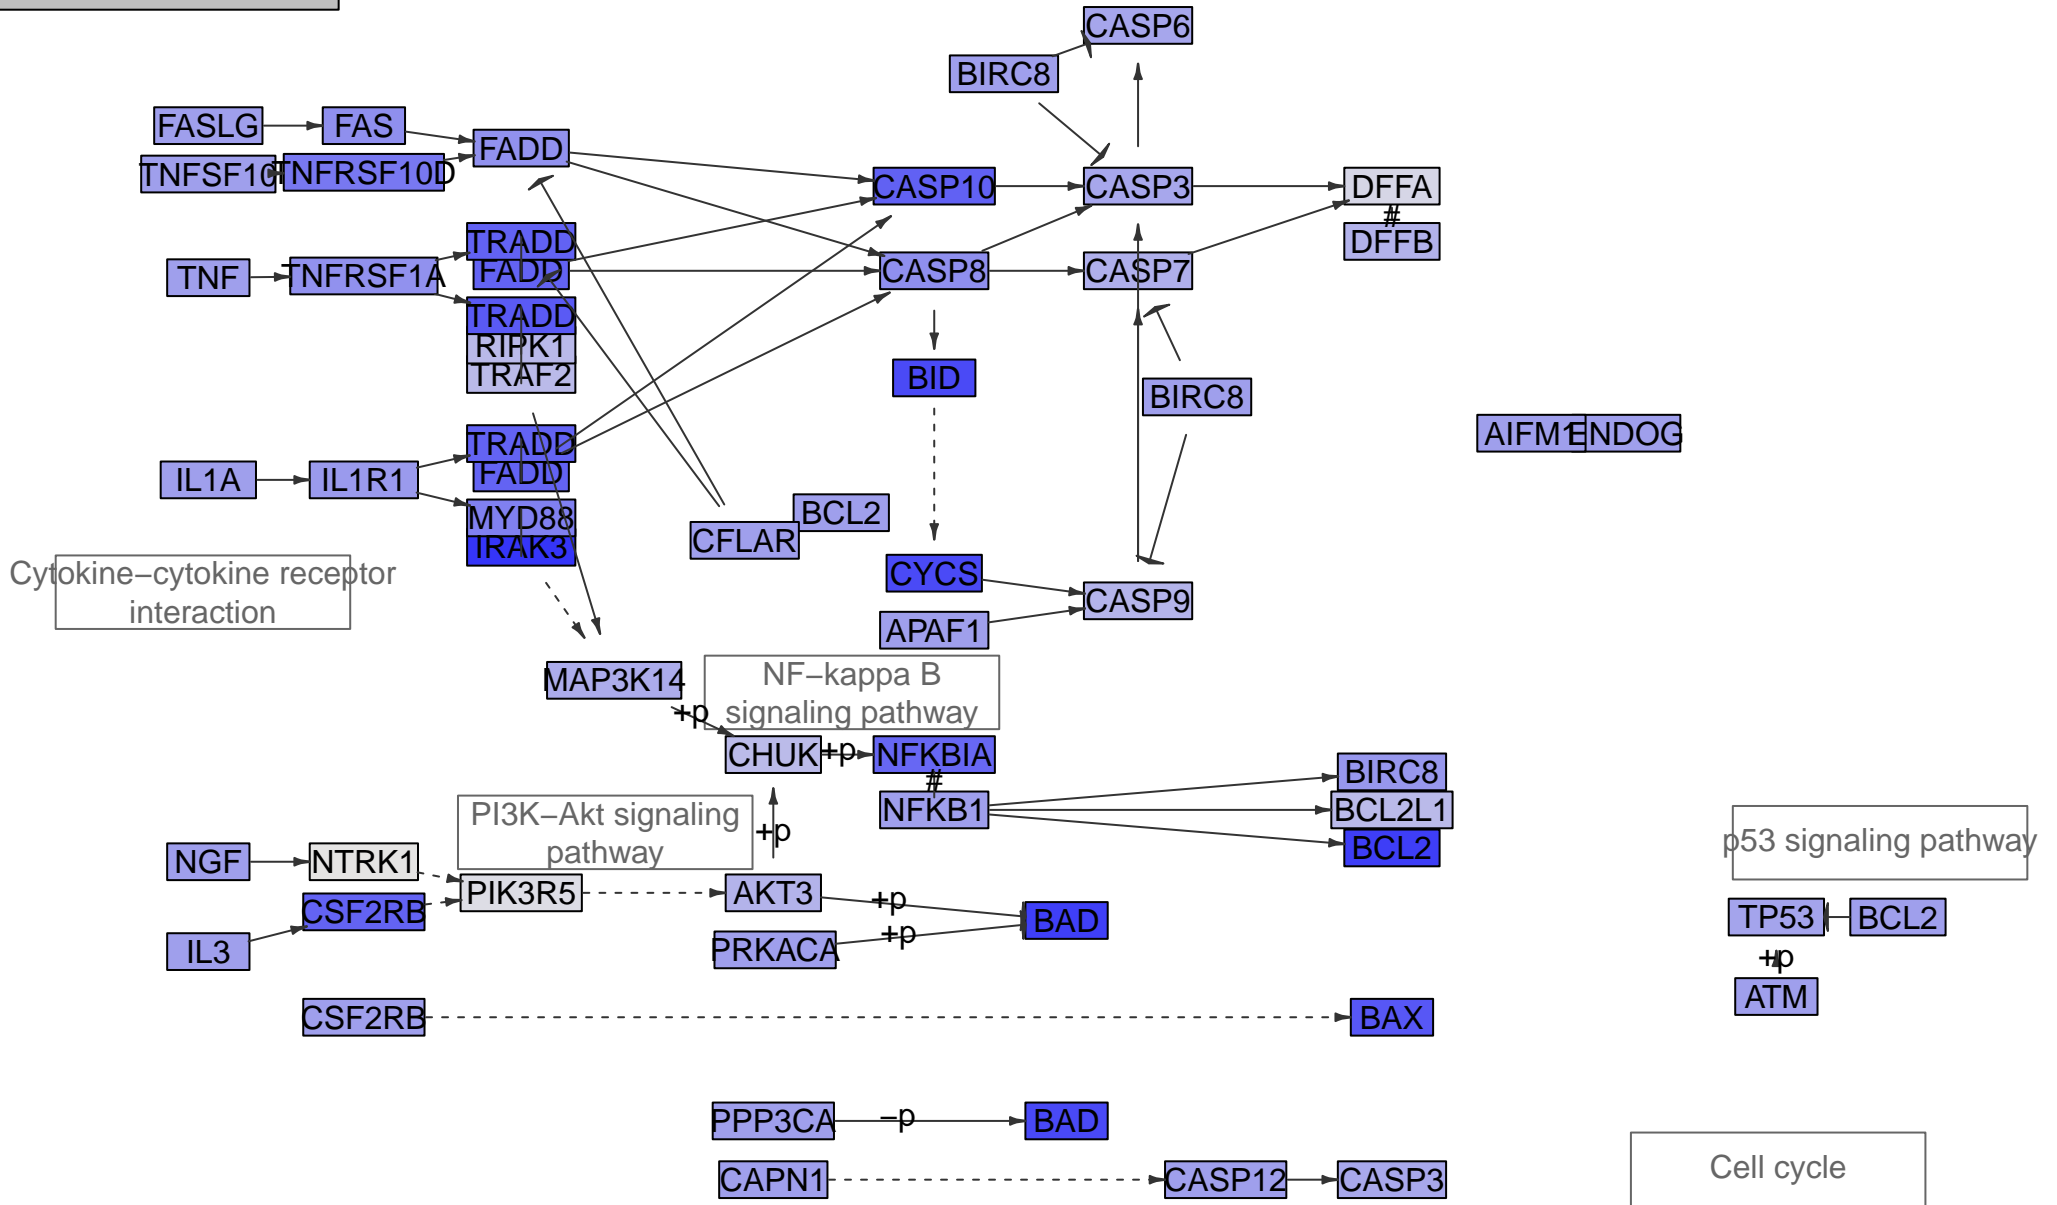 CASP6
BIRC8
FASLG
FAS
FADD
TNFSF10
TNFRSF10D
CASP10
CASP3
DFFA
#
DFFB
TRADD
FADD
TNF
TNFRSF1A
CASP8
CASP7
TRADD
RIPK1
TRAF2
BID
BIRC8
AIFM1
ENDOG
TRADD
FADD
IL1A
IL1R1
MYD88
IRAK3
BCL2
CFLAR
CYCS
CASP9
APAF1
Cytokine−cytokine receptor
interaction
MAP3K14
NF−kappa B
signaling pathway
+p
CHUK
+p
NFKBIA
#
NFKB1
BIRC8
BCL2L1
BCL2
PI3K−Akt signaling
pathway
+p
p53 signaling pathway
NGF
NTRK1
PIK3R5
AKT3
+p
BAD
CSF2RB
IL3
PRKACA
+p
TP53
BCL2
+p
ATM
CSF2RB
BAX
PPP3CA
−p
BAD
CAPN1
CASP12
CASP3
Cell cycle